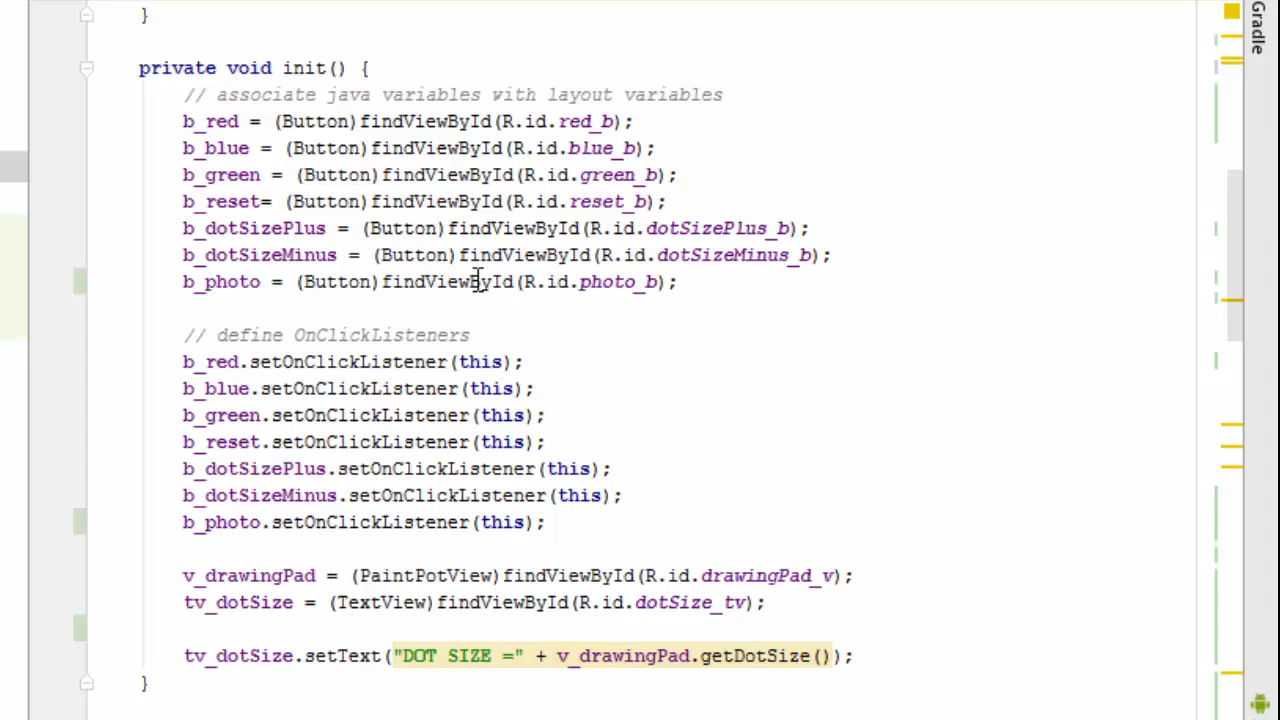 }
Gradle
private void init() {
// associate java variables with layout variables
b_red = (Button)findViewById(R.id.red_b);
b_blue = (Button)findViewById(R.id.blue_b);
b_green = (Button)findViewById(R.id.green_b);
b_reset= (Button)findViewById(R.id.reset_b);
b_dotSizePlus = (Button)findViewById(R.id.dotSizePlus_b);
b_dotSizeMinus = (Button)findViewById(R.id.dotSizeMinus_b);
b_photo = (Button)findViewById(R.id.photo_b);
// define OnClickListeners
b_red.setOnClickListener(this);
b_blue.setOnClickListener(this);
b_green.setOnClickListener(this);
b_reset.setOnClickListener(this);
b_dotSizePlus.setOnClickListener(this);
b_dotSizeMinus.setOnClickListener(this);
b_photo.setOnClickListener(this);
v_drawingPad = (PaintPotView)findViewById(R.id.drawingPad_v);
tv_dotSize = (TextView)findViewById(R.id.dotSize_tv);
tv_dotSize.setText("DOT SIZE =" + v_drawingPad.getDotSize());
}